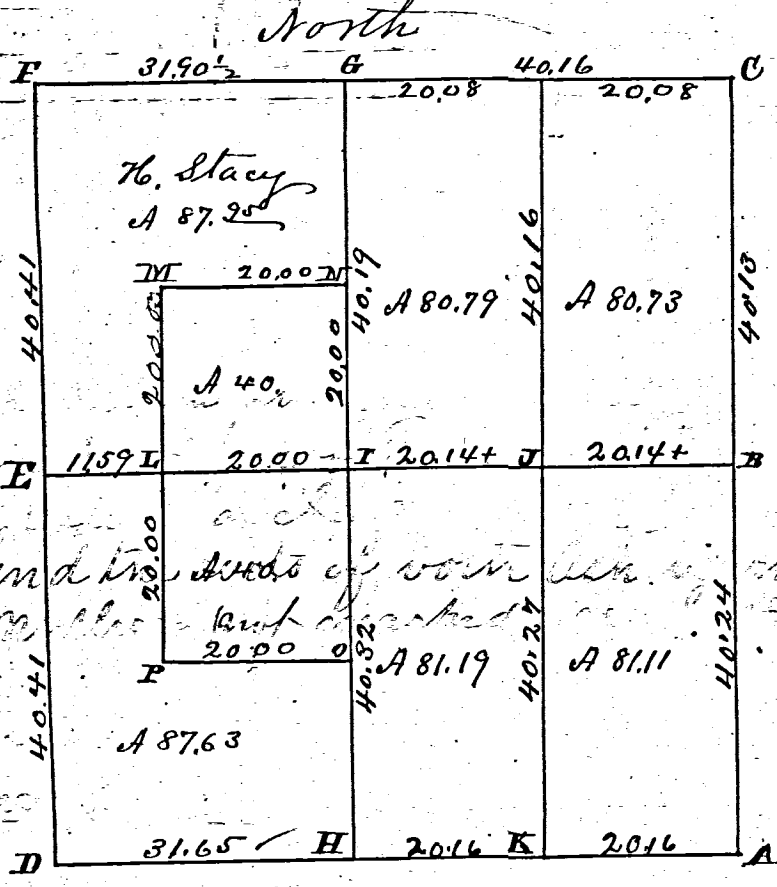 North
F 31.90½ G 40.16 C
20,08 20,08
H. Stacy
A 87.95
M 20,00 N
40.41
20,00
40.19
20,00
40.16
40.13
A 80.79 A 80.73
A 40.
E 11,59 L 20.00 I 20.14+ J 20.14+ B
20.00
A 40.
P 20.00 O
40.41
40.32
40.27
40.24
A 81.19 A 81.11
A 87,63
D 31.65 H 20.16 K 20.16 A